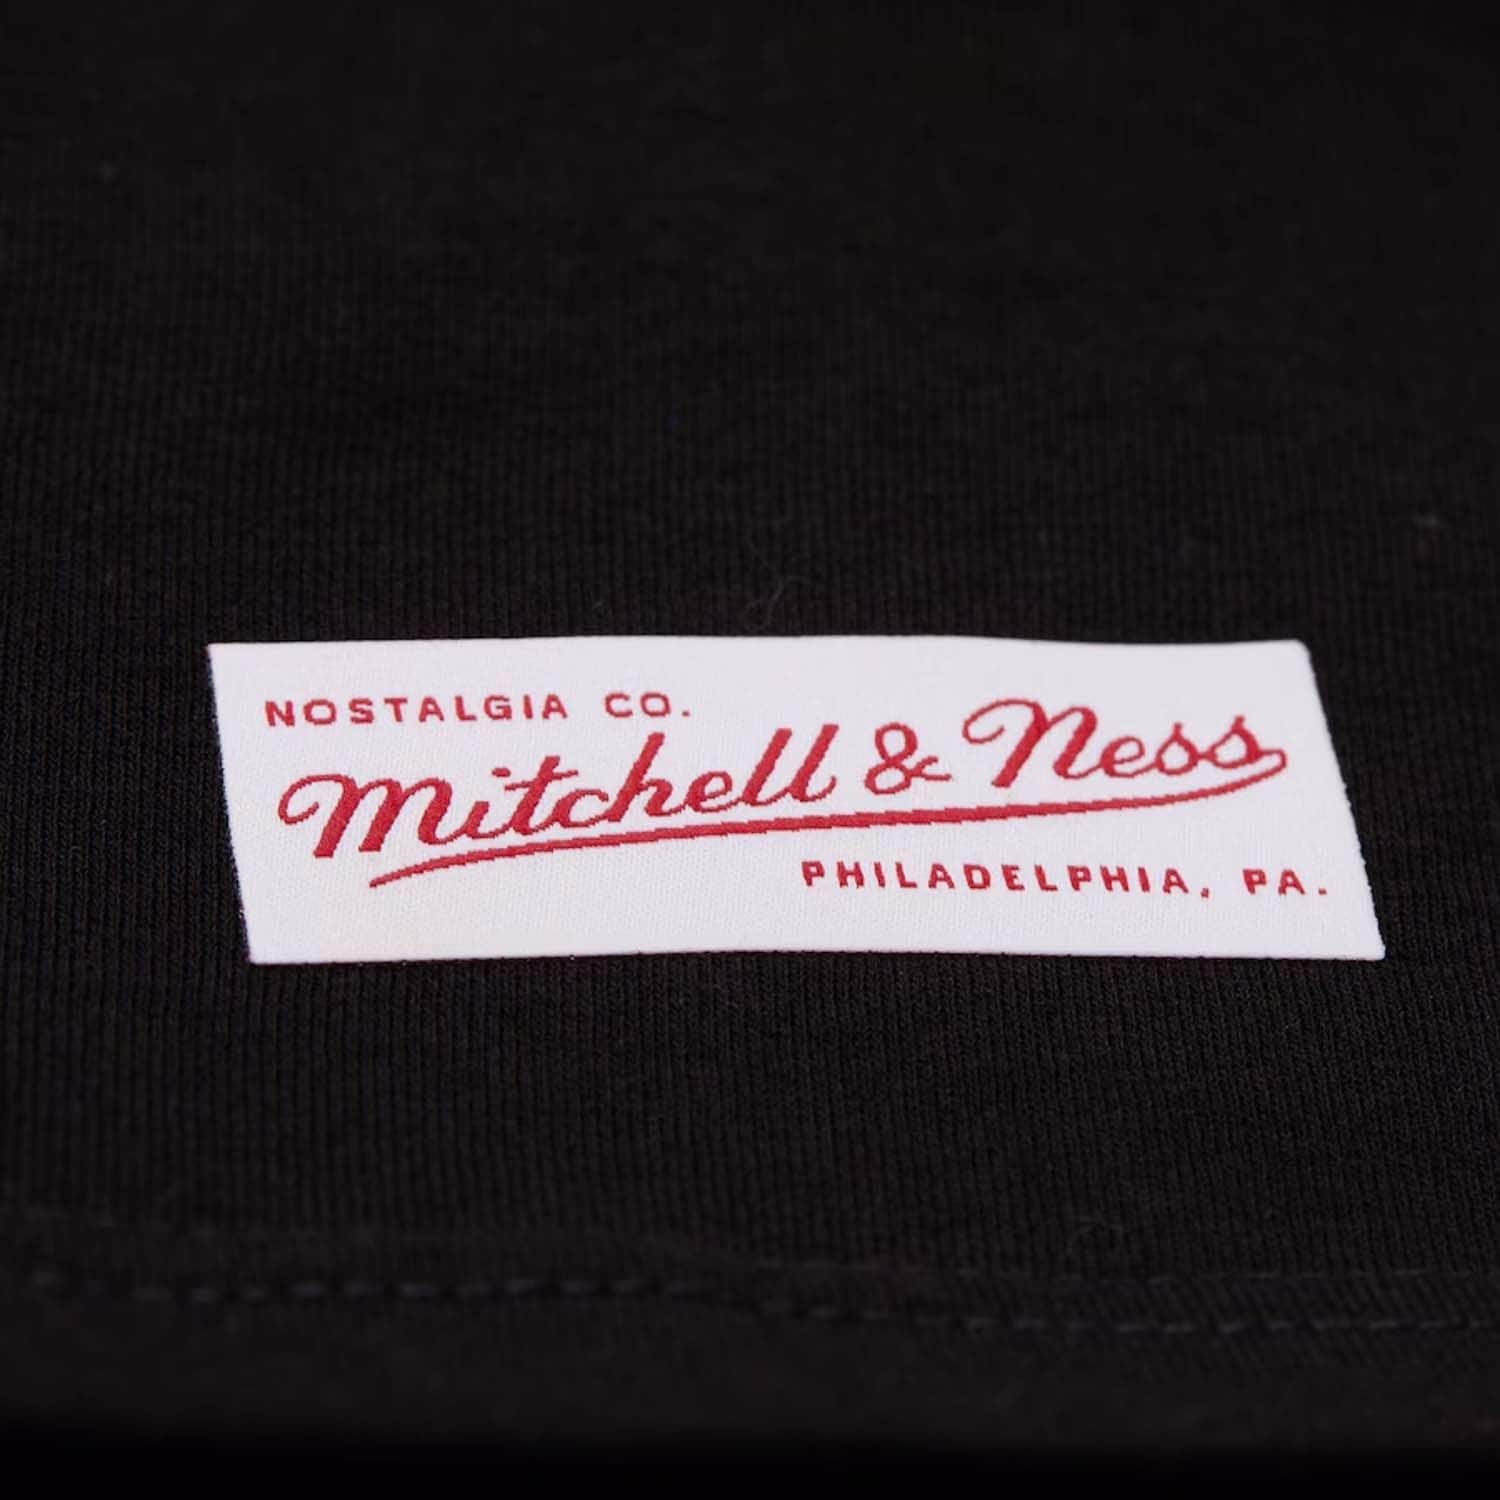 NOSTALGIA CO.
Mitchell & Ness
PHILADELPHIA, PA.